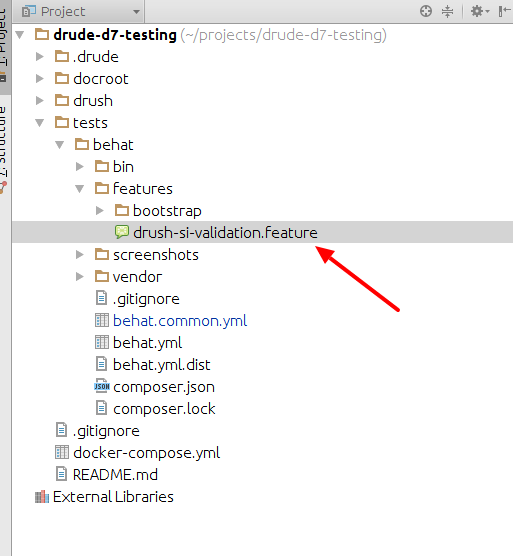 Project
drude-d7-testing (~/projects/drude-d7-testing)
.drude
docroot
drush
tests
behat
bin
features
bootstrap
drush-si-validation.feature
screenshots
vendor
.gitignore
behat.common.yml
behat.yml
behat.yml.dist
JSON composer.json
composer.lock
.gitignore
docker-compose.yml
README.md
External Libraries
1: Project
7: Structure